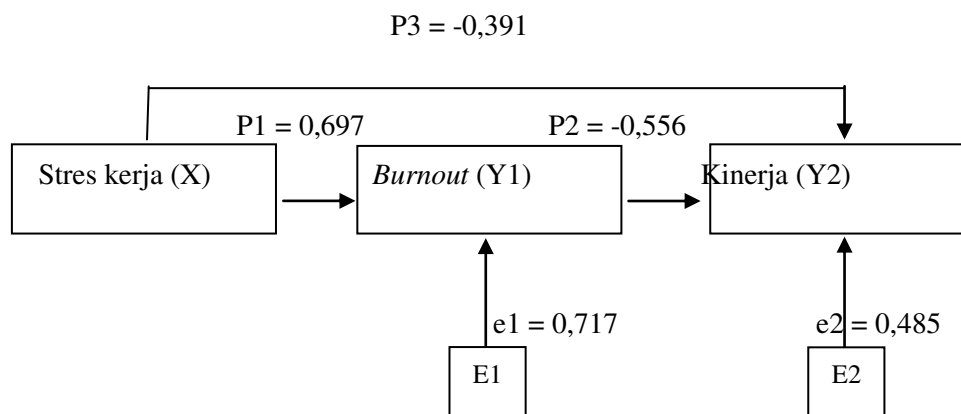 P3 = -0,391
P1 = 0,697
P2 = -0,556
Stres kerja (X)
Burnout (Y1)
Kinerja (Y2)
e1 = 0,717
e2 = 0,485
E1
E2